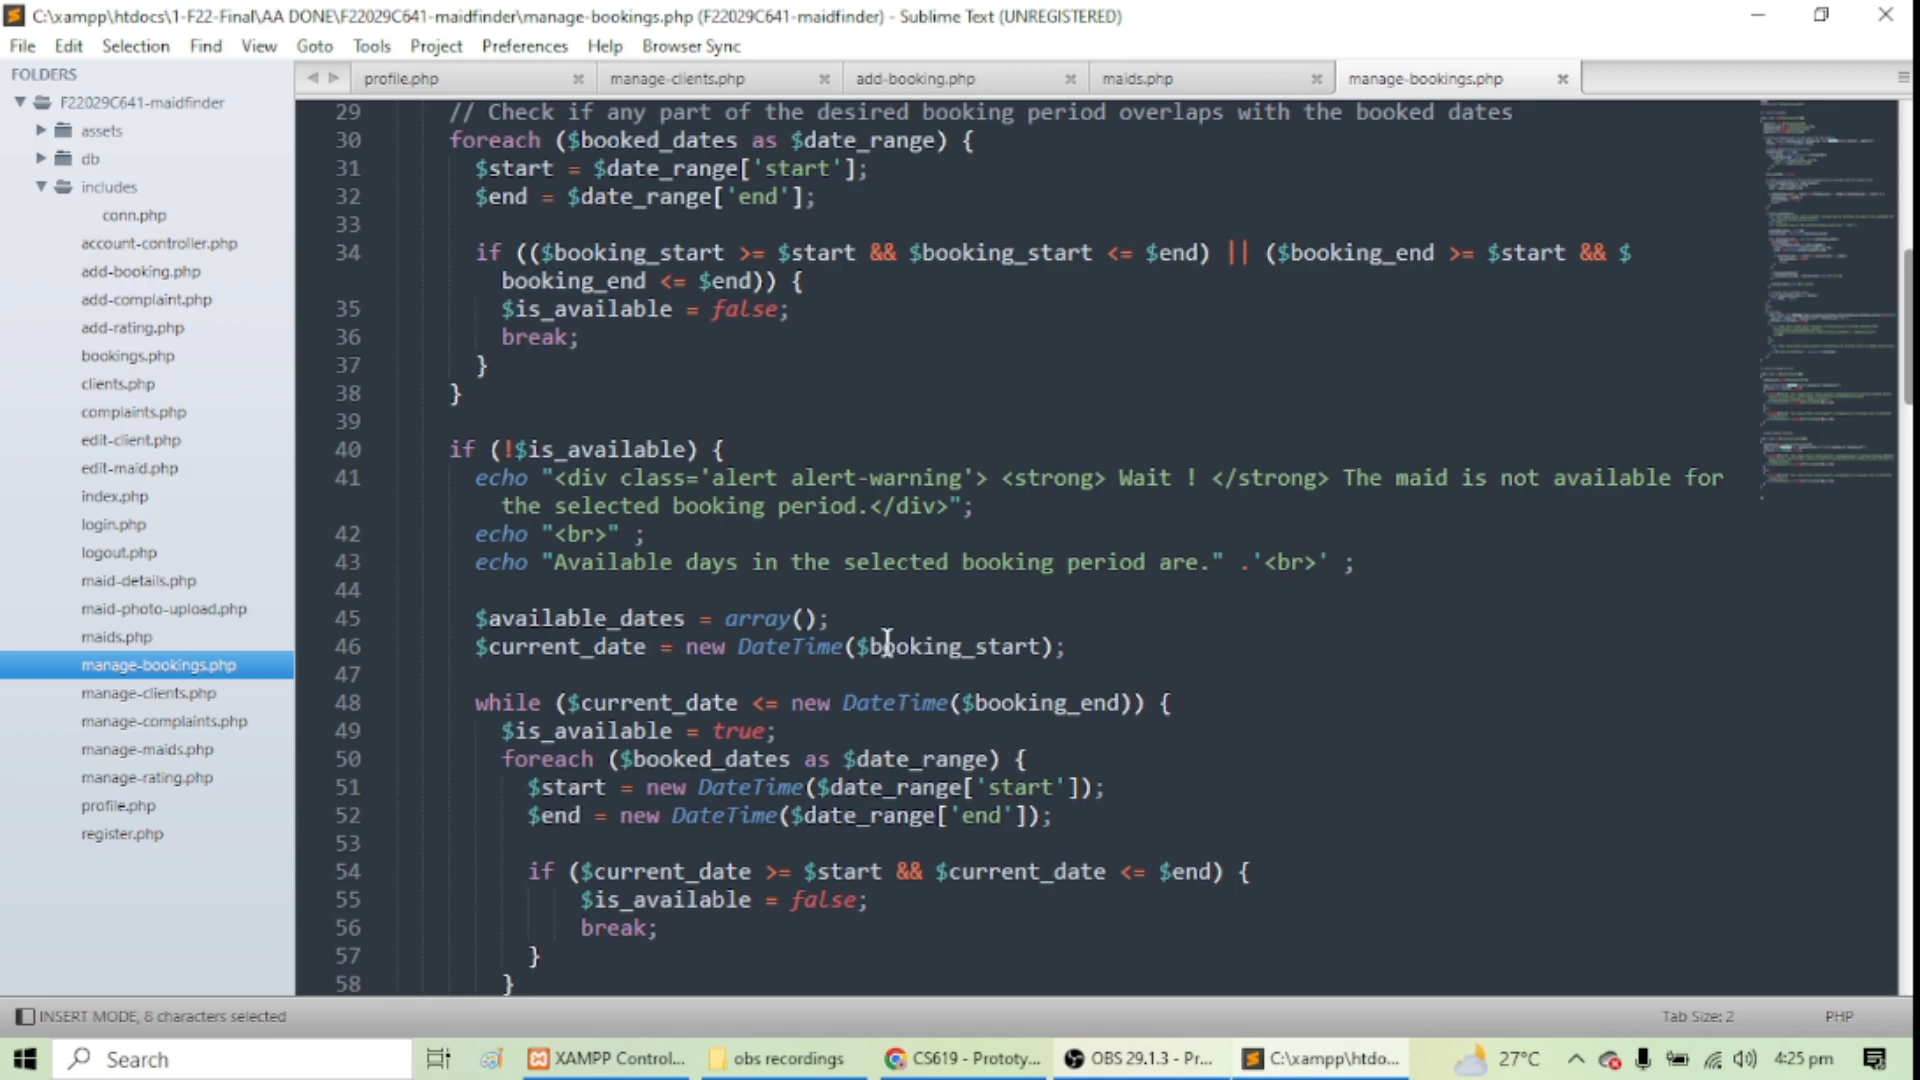 C:\xampp\htdocs\1-F22-Final\AA DONE\F22029C641-maidfinder\manage-bookings.php (F22029C641-maidfinder) - Sublime Text (UNREGISTERED)
File Edit Selection Find View Goto Tools Project Preferences Help Browser Sync
FOLDERS
F22029C641-maidfinder
assets
db
includes
conn.php
account-controller.php
add-booking.php
add-complaint.php
add-rating.php
bookings.php
clients.php
complaints.php
edit-client.php
edit-maid.php
index.php
login.php
logout.php
maid-details.php
maid-photo-upload.php
maids.php
manage-bookings.php
manage-clients.php
manage-complaints.php
manage-maids.php
manage-rating.php
profile.php
register.php
profile.php manage-clients.php add-booking.php maids.php manage-bookings.php
29 // Check if any part of the desired booking period overlaps with the booked dates
30 foreach ($booked_dates as $date_range) {
31 $start = $date_range['start'];
32 $end = $date_range['end'];
33
34 if (($booking_start >= $start && $booking_start <= $end) || ($booking_end >= $start && $
booking_end <= $end)) {
35 $is_available = false;
36 break;
37 }
38 }
39
40 if (!$is_available) {
41 echo "<div class='alert alert-warning'> <strong> Wait ! </strong> The maid is not available for
the selected booking period.</div>";
42 echo "<br>" ;
43 echo "Available days in the selected booking period are." .'<br>' ;
44
45 $available_dates = array();
46 $current_date = new DateTime($booking_start);
47
48 while ($current_date <= new DateTime($booking_end)) {
49 $is_available = true;
50 foreach ($booked_dates as $date_range) {
51 $start = new DateTime($date_range['start']);
52 $end = new DateTime($date_range['end']);
53
54 if ($current_date >= $start && $current_date <= $end) {
55 $is_available = false;
56 break;
57 }
58 }
INSERT MODE, 8 characters selected Tab Size: 2 PHP
Search XAMPP Control... obs recordings CS619 - Prototy... OBS 29.1.3 - Pr... C:\xampp\htdo... 27°C 4:25 pm